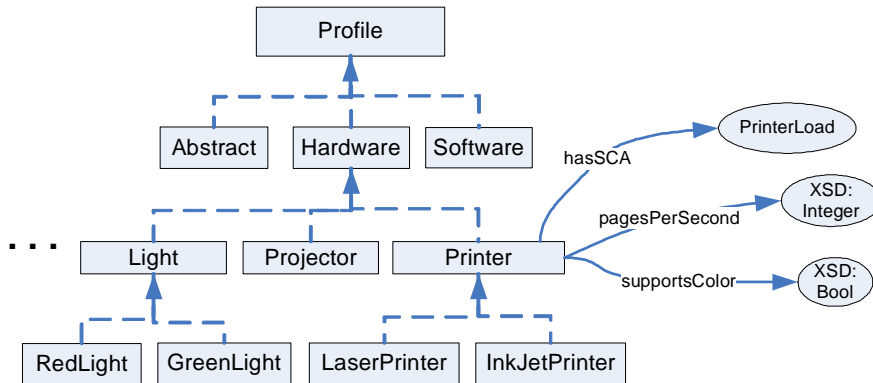 Profile
Abstract
Hardware
Software
PrinterLoad
hasSCA
XSD:
Integer
pagesPerSecond
. . .
Light
Projector
Printer
supportsColor
XSD:
Bool
RedLight
GreenLight
LaserPrinter
InkJetPrinter